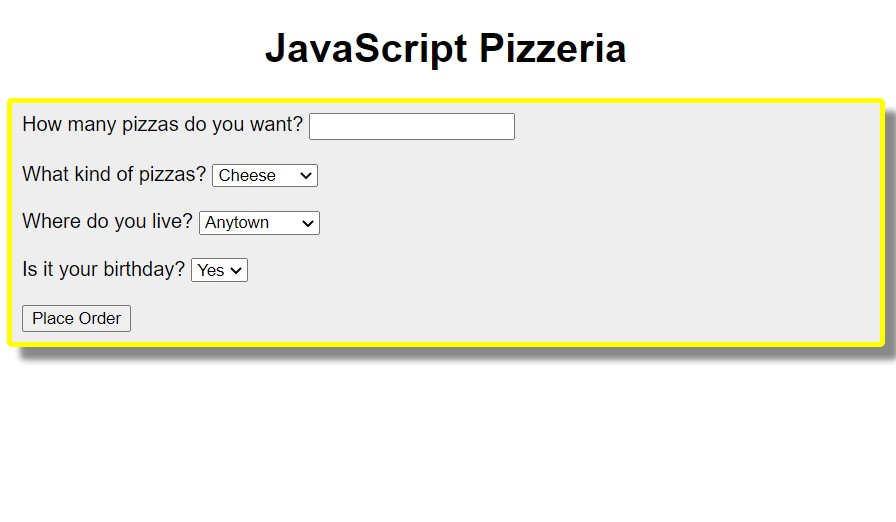 JavaScript Pizzeria
How many pizzas do you want?
What kind of pizzas? Cheese
Where do you live? Anytown
Is it your birthday? Yes
Place Order